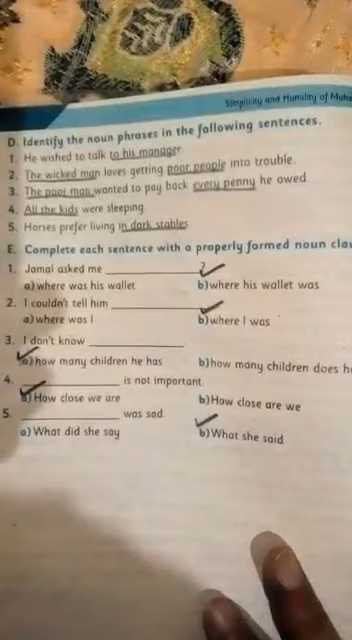 Simplicity and Humility of
D. Identify the noun phrases in the following sentences.
1. He wished to talk to his manager
2. The wicked man loves getting poor people into trouble.
3. The poor man wanted to pay back every penny he owed.
4. All the kids were sleeping.
5. Horses prefer living in dark stables
E. Complete each sentence with a properly formed noun
1. Jamal asked me ____________?
a) where was his wallet b) where his wallet was
2. I couldn't tell him ____________
a) where was I b) where I was
3. I don't know ____________
a) how many children he has b) how many children does
4. ____________ is not important.
a) How close we are b) How close are we
5. ____________ was sad.
a) What did she say b) What she said